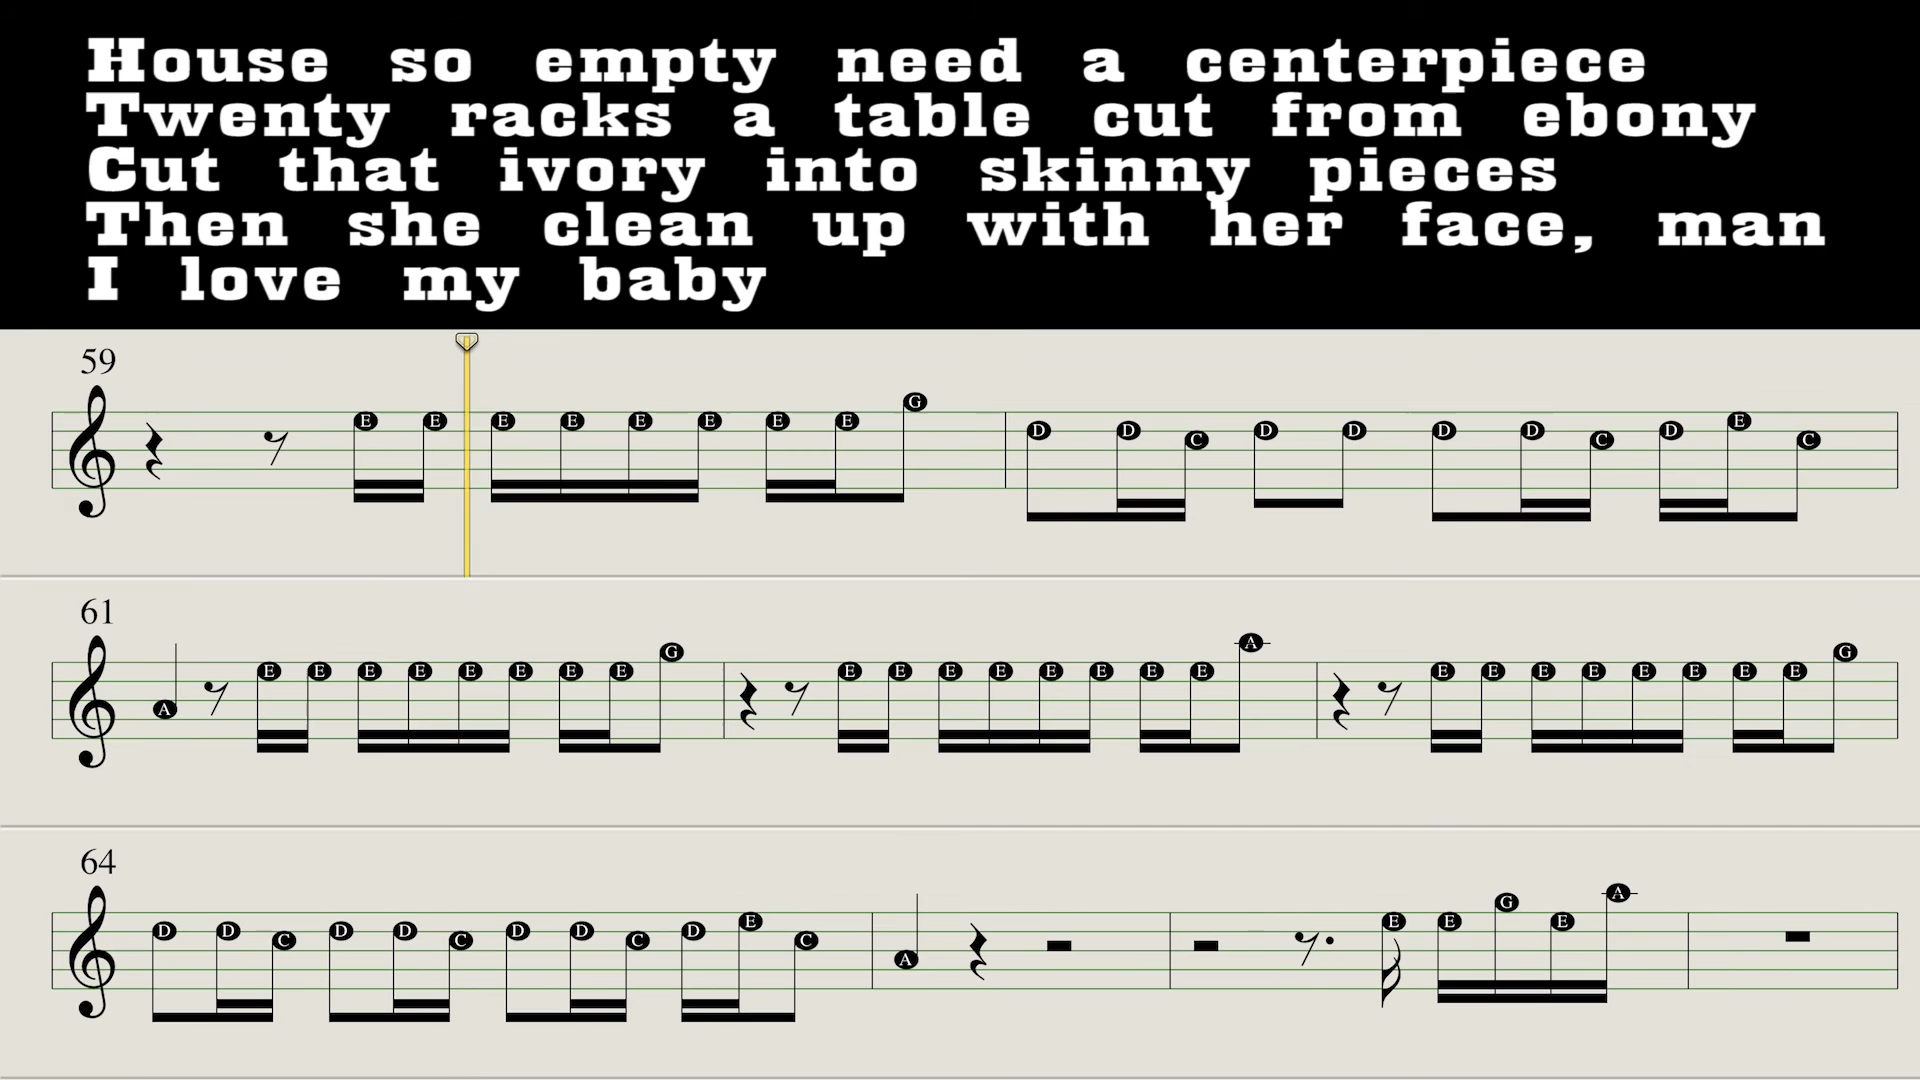 House so empty need a centerpiece
Twenty racks a table cut from ebony
Cut that ivory into skinny pieces
Then she clean up with her face, man
I love my baby
59
E E E E E E E E G D D C D D D D C D E C
61
A E E E E E E E E G E E E E E E E E A E E E E E E E E G
64
D D C D D C D D C D E C A E E G E A